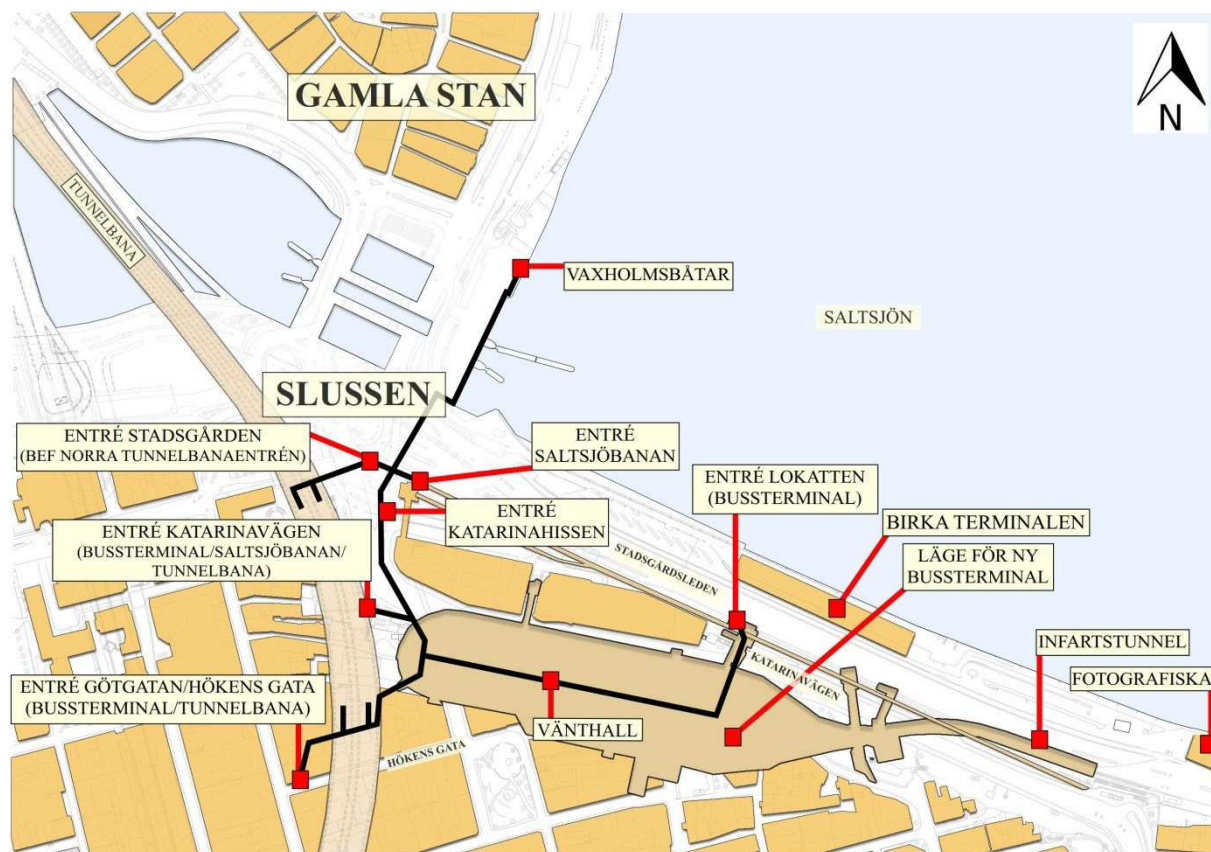 GAMLA STAN
N
TUNNELBANA
VAXHOLMSBÅTAR
SALTSJÖN
SLUSSEN
ENTRÉ STADSGÅRDEN
(BEF NORRA TUNNELBANAENTRÉN)
ENTRÉ
SALTSJÖBANAN
ENTRÉ LOKATTEN
(BUSSTERMINAL)
ENTRÉ
KATARINAHISSEN
BIRKA TERMINALEN
ENTRÉ KATARINAVÄGEN
(BUSSTERMINAL/SALTSJÖBANAN/
TUNNELBANA)
STADSGÅRDSLEDEN
LÄGE FÖR NY
BUSSTERMINAL
INFARTSTUNNEL
KATARINAVÄGEN
FOTOGRAFISKA
ENTRÉ GÖTGATAN/HÖKENS GATA
(BUSSTERMINAL/TUNNELBANA)
VÄNTHALL
HÖKENS GATA